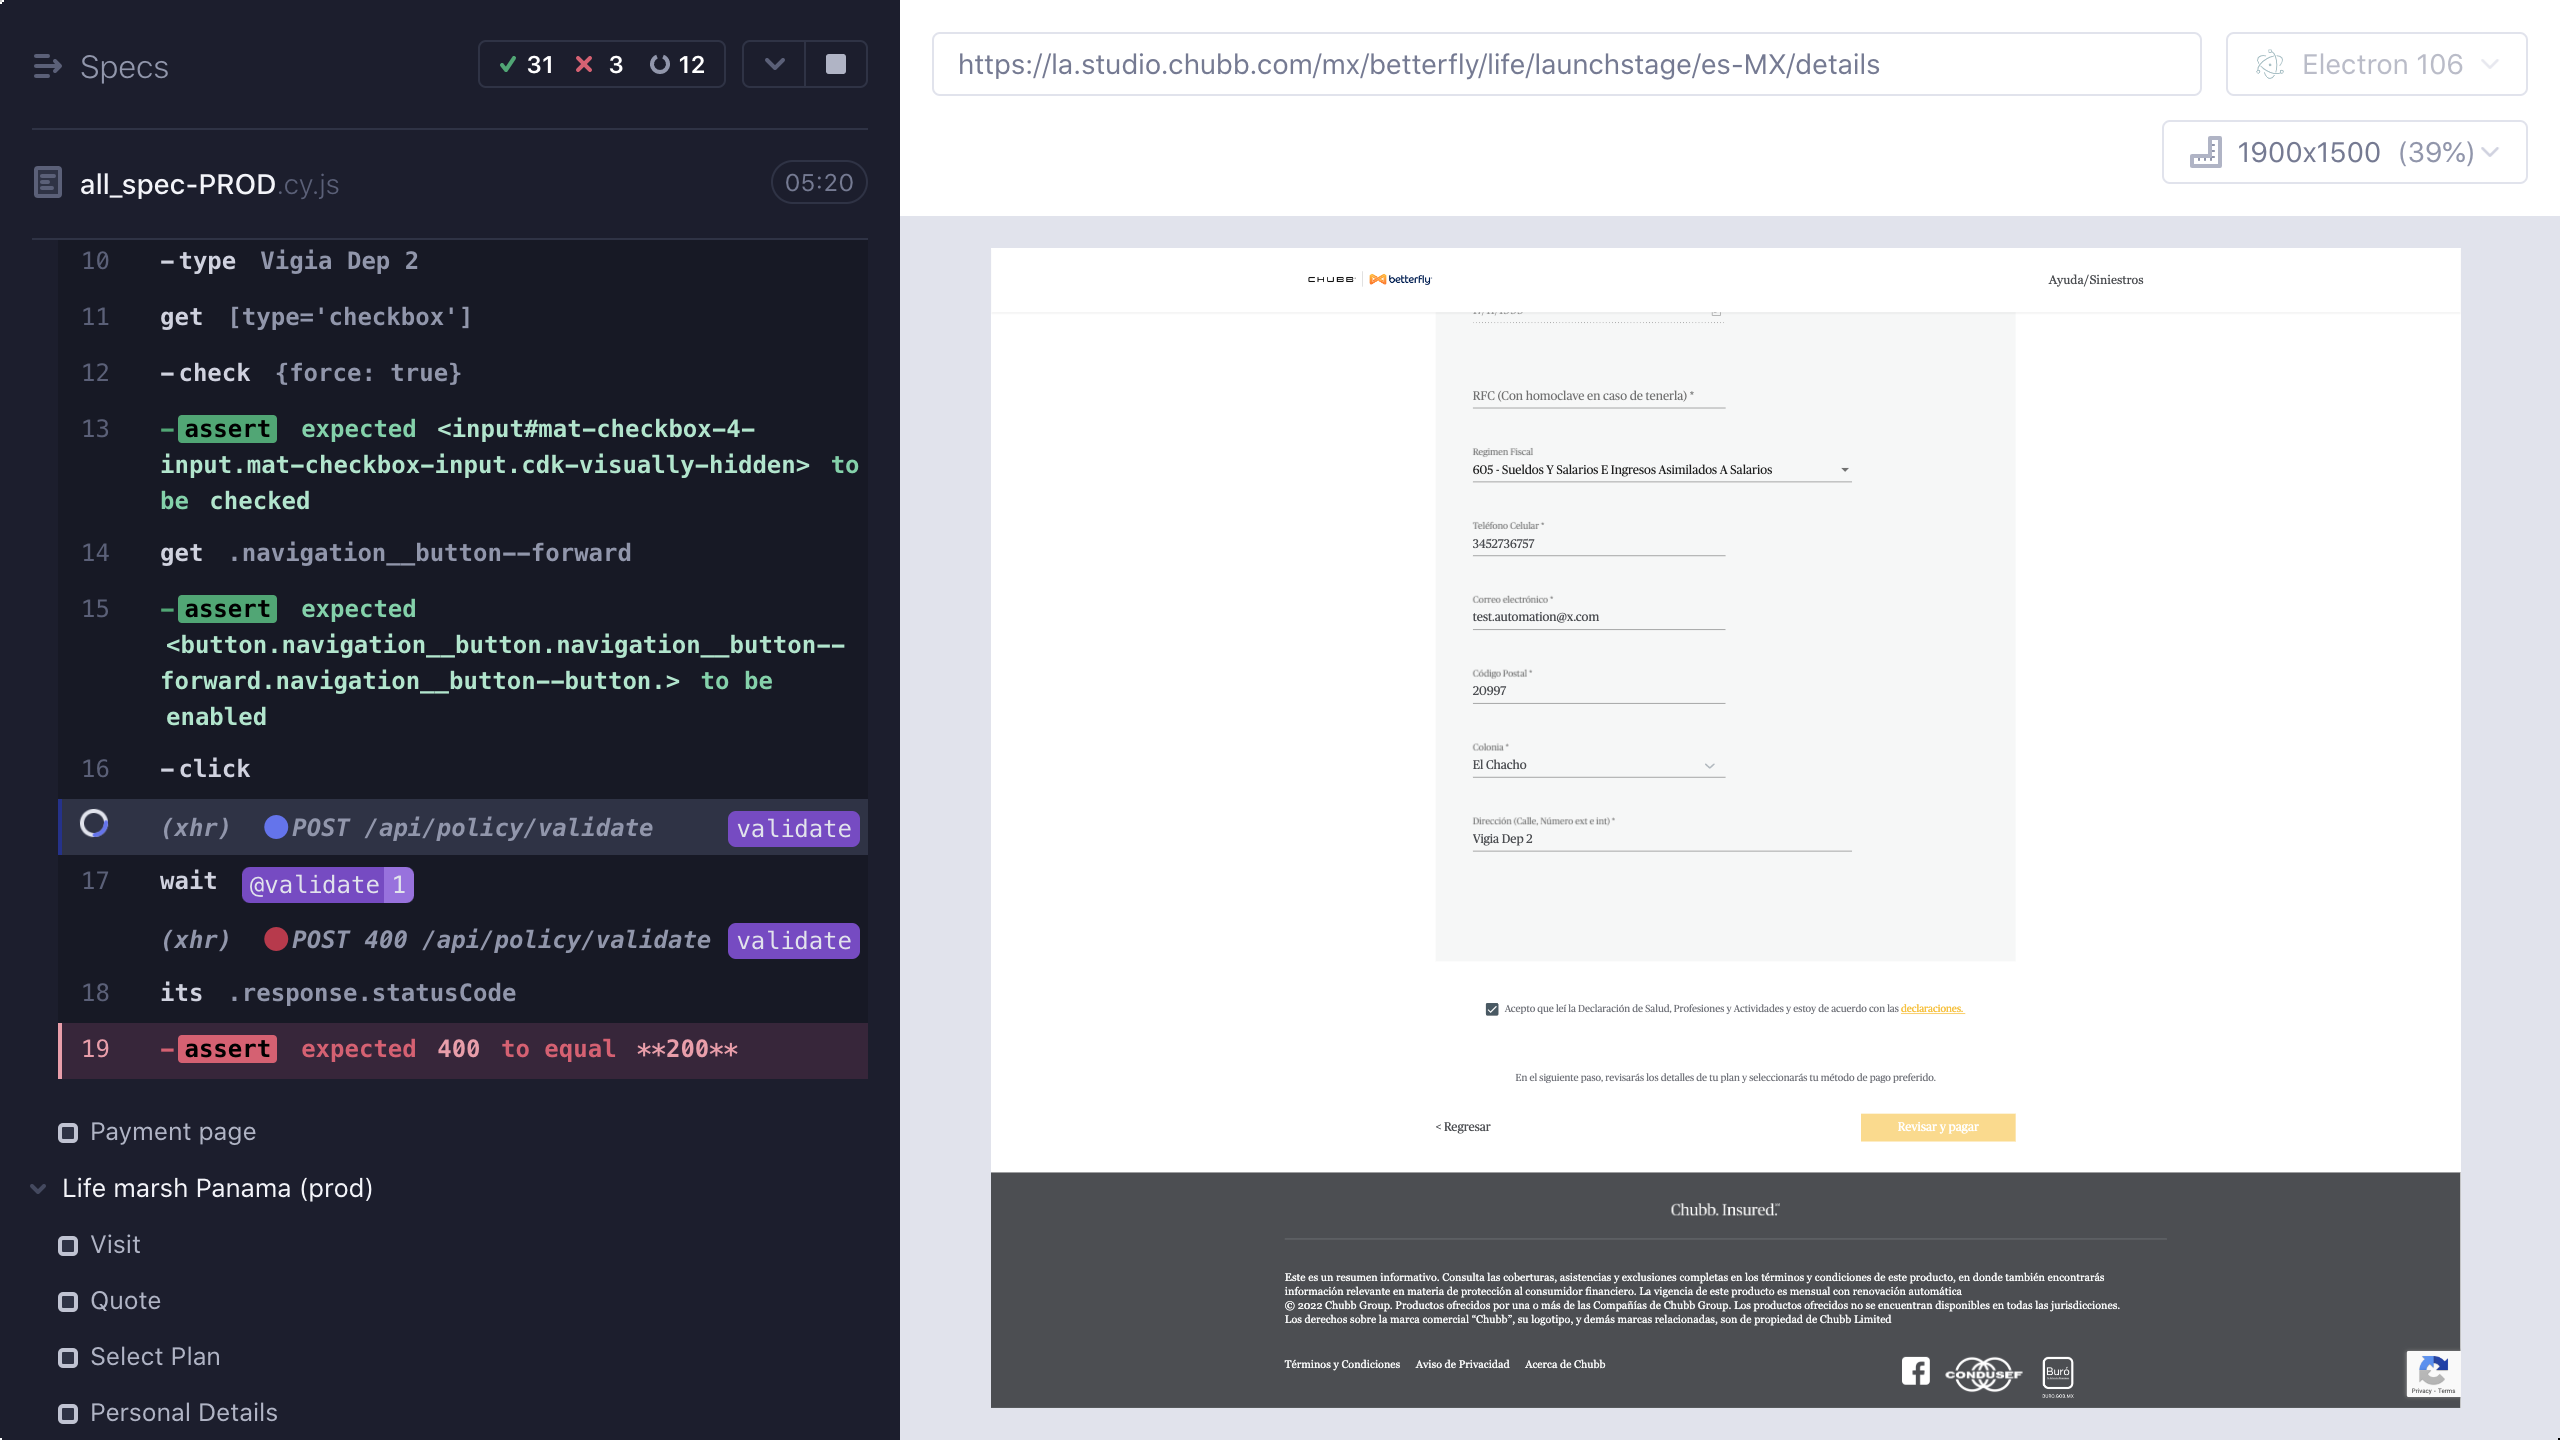 Specs
31 3 12
all_spec-PROD.cy.js
05:20
10 -type Vigia Dep 2
11 get [type='checkbox']
12 -check {force: true}
13 -assert expected <input#mat-checkbox-4-
input.mat-checkbox-input.cdk-visually-hidden> to
be checked
14 get .navigation__button--forward
15 -assert expected
<button.navigation__button.navigation__button--
forward.navigation__button--button.> to be
enabled
16 -click
(xhr) POST /api/policy/validate validate
17 wait @validate 1
(xhr) POST 400 /api/policy/validate validate
18 its .response.statusCode
19 -assert expected 400 to equal **200**
Payment page
Life marsh Panama (prod)
Visit
Quote
Select Plan
Personal Details
https://la.studio.chubb.com/mx/betterfly/life/launchstage/es-MX/details
Electron 106
1900x1500 (39%)
CHUBB betterfly
Ayuda/Siniestros
RFC (Con homoclave en caso de tenerla) *
Regimen Fiscal
605 - Sueldos Y Salarios E Ingresos Asimilados A Salarios
Teléfono Celular *
3452736757
Correo electrónico *
test.automation@x.com
Código Postal *
20997
Colonia *
El Chacho
Dirección (Calle, Número ext e int) *
Vigia Dep 2
Acepto que leí la Declaración de Salud, Profesiones y Actividades y estoy de acuerdo con las declaraciones.
En el siguiente paso, revisarás los detalles de tu plan y seleccionarás tu método de pago preferido.
< Regresar
Revisar y pagar
Chubb. Insured.℠
Este es un resumen informativo. Consulta las coberturas, asistencias y exclusiones completas en los términos y condiciones de este producto, en donde también encontrarás
información relevante en materia de protección al consumidor financiero. La vigencia de este producto es mensual con renovación automática
© 2022 Chubb Group. Productos ofrecidos por una o más de las Compañías de Chubb Group. Los productos ofrecidos no se encuentran disponibles en todas las jurisdicciones.
Los derechos sobre la marca comercial “Chubb”, su logotipo, y demás marcas relacionadas, son de propiedad de Chubb Limited
Términos y Condiciones Aviso de Privacidad Acerca de Chubb
CONDUSEF
Buró
BURO.GOB.MX
Privacy - Terms